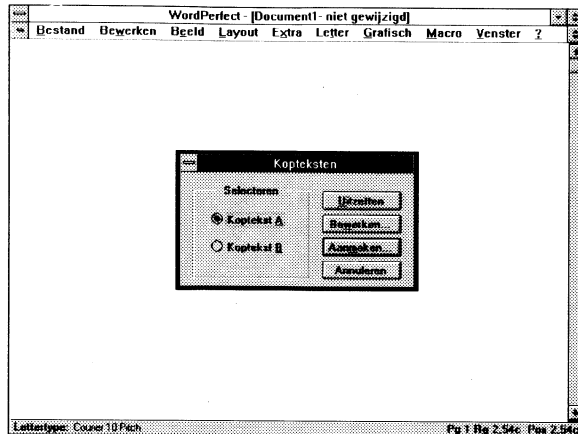 WordPerfect - [Document1 - niet gewijzigd]
Bestand Bewerken Beeld Layout Extra Letter Grafisch Macro Venster ?
Kopteksten
Selecteren
Uitzetten
Koptekst A
Bewerken...
Koptekst B
Aanmaken...
Annuleren
Lettertype: Courier 10 Pitch
Pg 1 Rg 2.54c Pos 2.54c